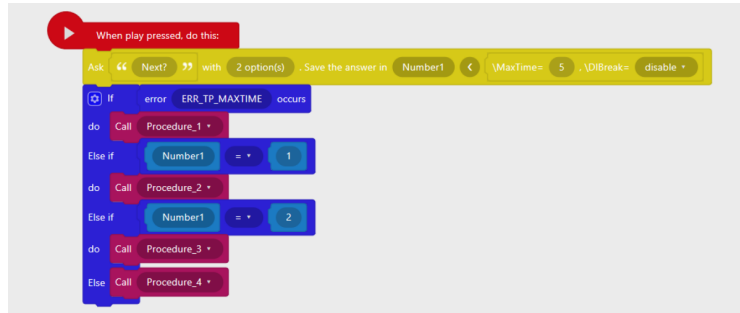 When play pressed, do this:
Ask “ Next? ” with 2 option(s) . Save the answer in Number1 \MaxTime= 5 . \DIBreak= disable
If error ERR_TP_MAXTIME occurs
do Call Procedure_1
Else if Number1 = 1
do Call Procedure_2
Else if Number1 = 2
do Call Procedure_3
Else Call Procedure_4